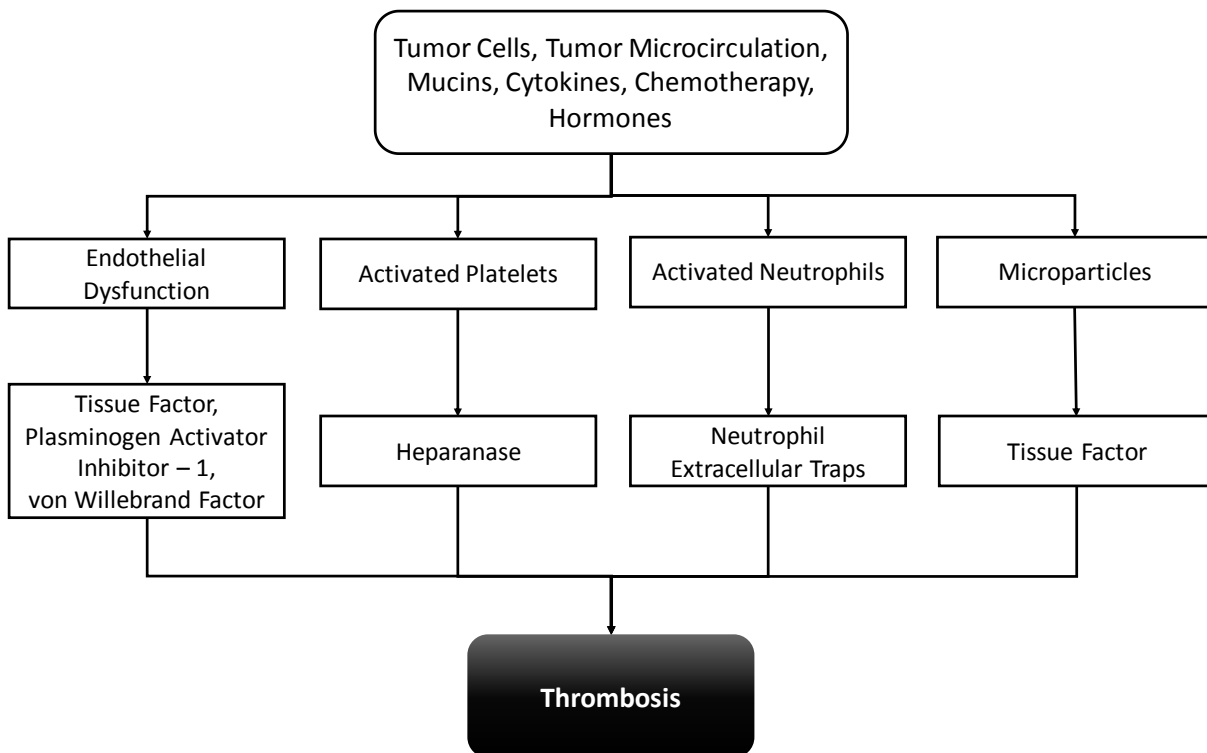 Tumor Cells, Tumor Microcirculation,
Mucins, Cytokines, Chemotherapy,
Hormones
Endothelial
Dysfunction
Activated Platelets
Activated Neutrophils
Microparticles
Tissue Factor,
Plasminogen Activator
Inhibitor – 1,
von Willebrand Factor
Heparanase
Neutrophil
Extracellular Traps
Tissue Factor
Thrombosis